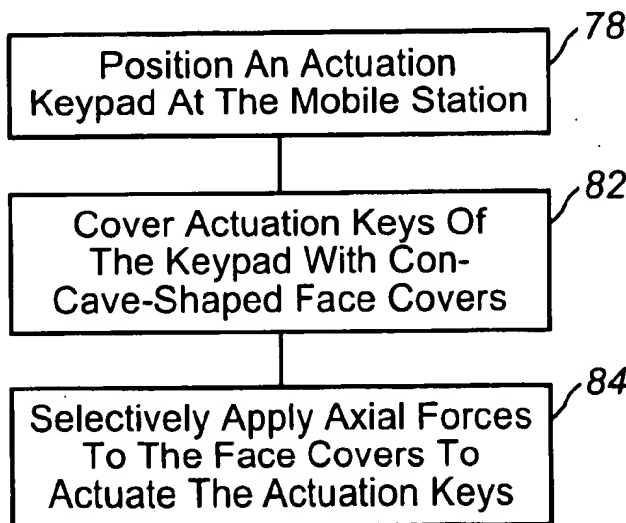 78
Position An Actuation
Keypad At The Mobile Station
82
Cover Actuation Keys Of
The Keypad With Con-
Cave-Shaped Face Covers
84
Selectively Apply Axial Forces
To The Face Covers To
Actuate The Actuation Keys